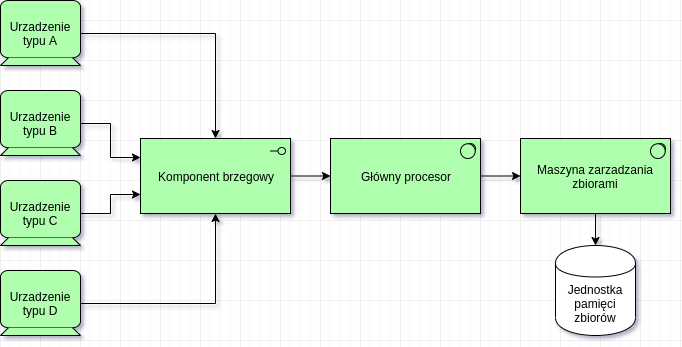 Urzadzenie
typu A
Urzadzenie
typu B
Urzadzenie
typu C
Urzadzenie
typu D
Komponent brzegowy
Główny procesor
Maszyna zarzadzania
zbiorami
Jednostka
pamięci
zbiorów